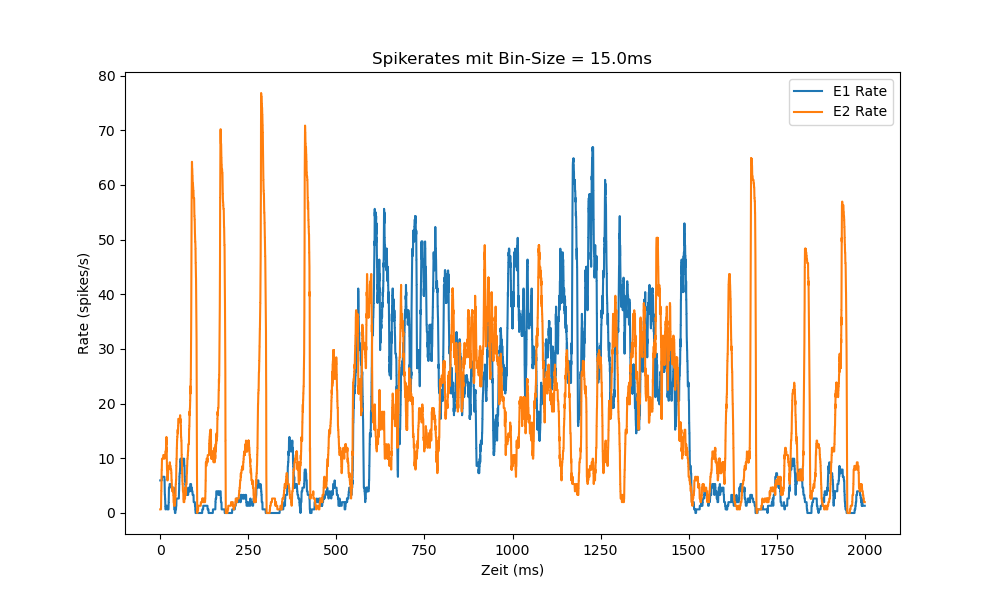 Spikerates mit Bin-Size = 15.0ms
E1 Rate
E2 Rate
Rate (spikes/s)
80
70
60
50
40
30
20
10
0
0 250 500 750 1000 1250 1500 1750 2000
Zeit (ms)